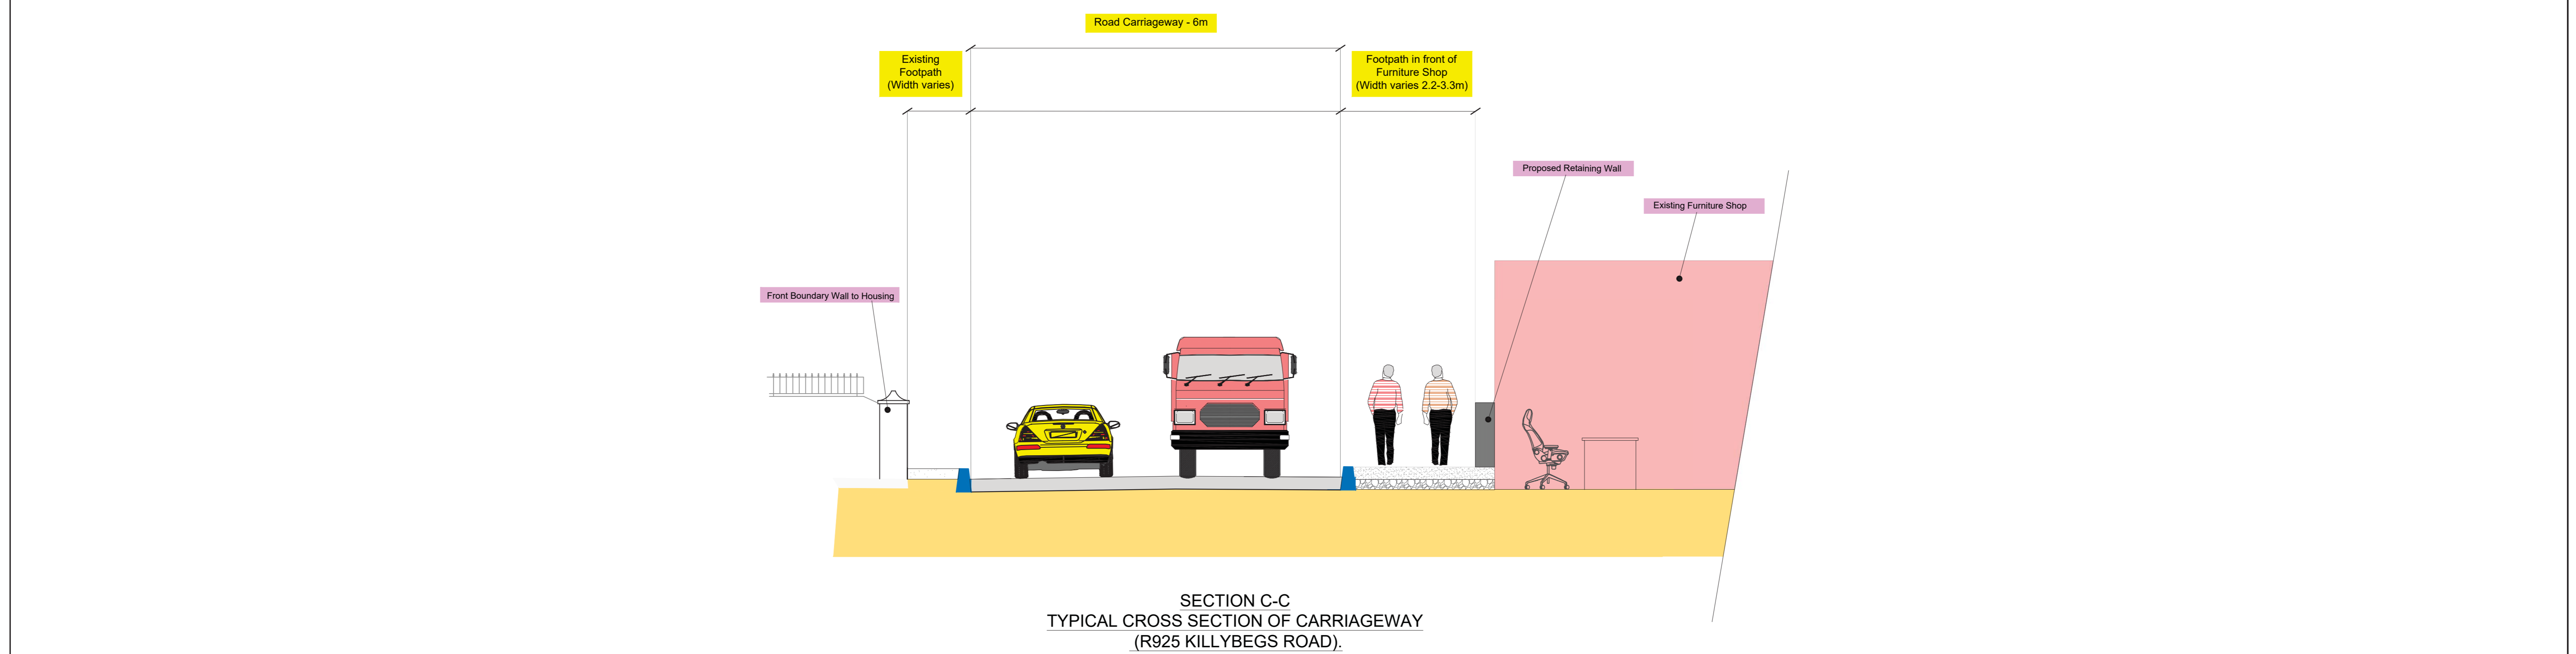 Road Carriageway - 6m
Existing
Footpath
(Width varies)
Footpath in front of
Furniture Shop
(Width varies 2.2-3.3m)
Proposed Retaining Wall
Existing Furniture Shop
Front Boundary Wall to Housing
SECTION C-C
TYPICAL CROSS SECTION OF CARRIAGEWAY
(R925 KILLYBEGS ROAD).